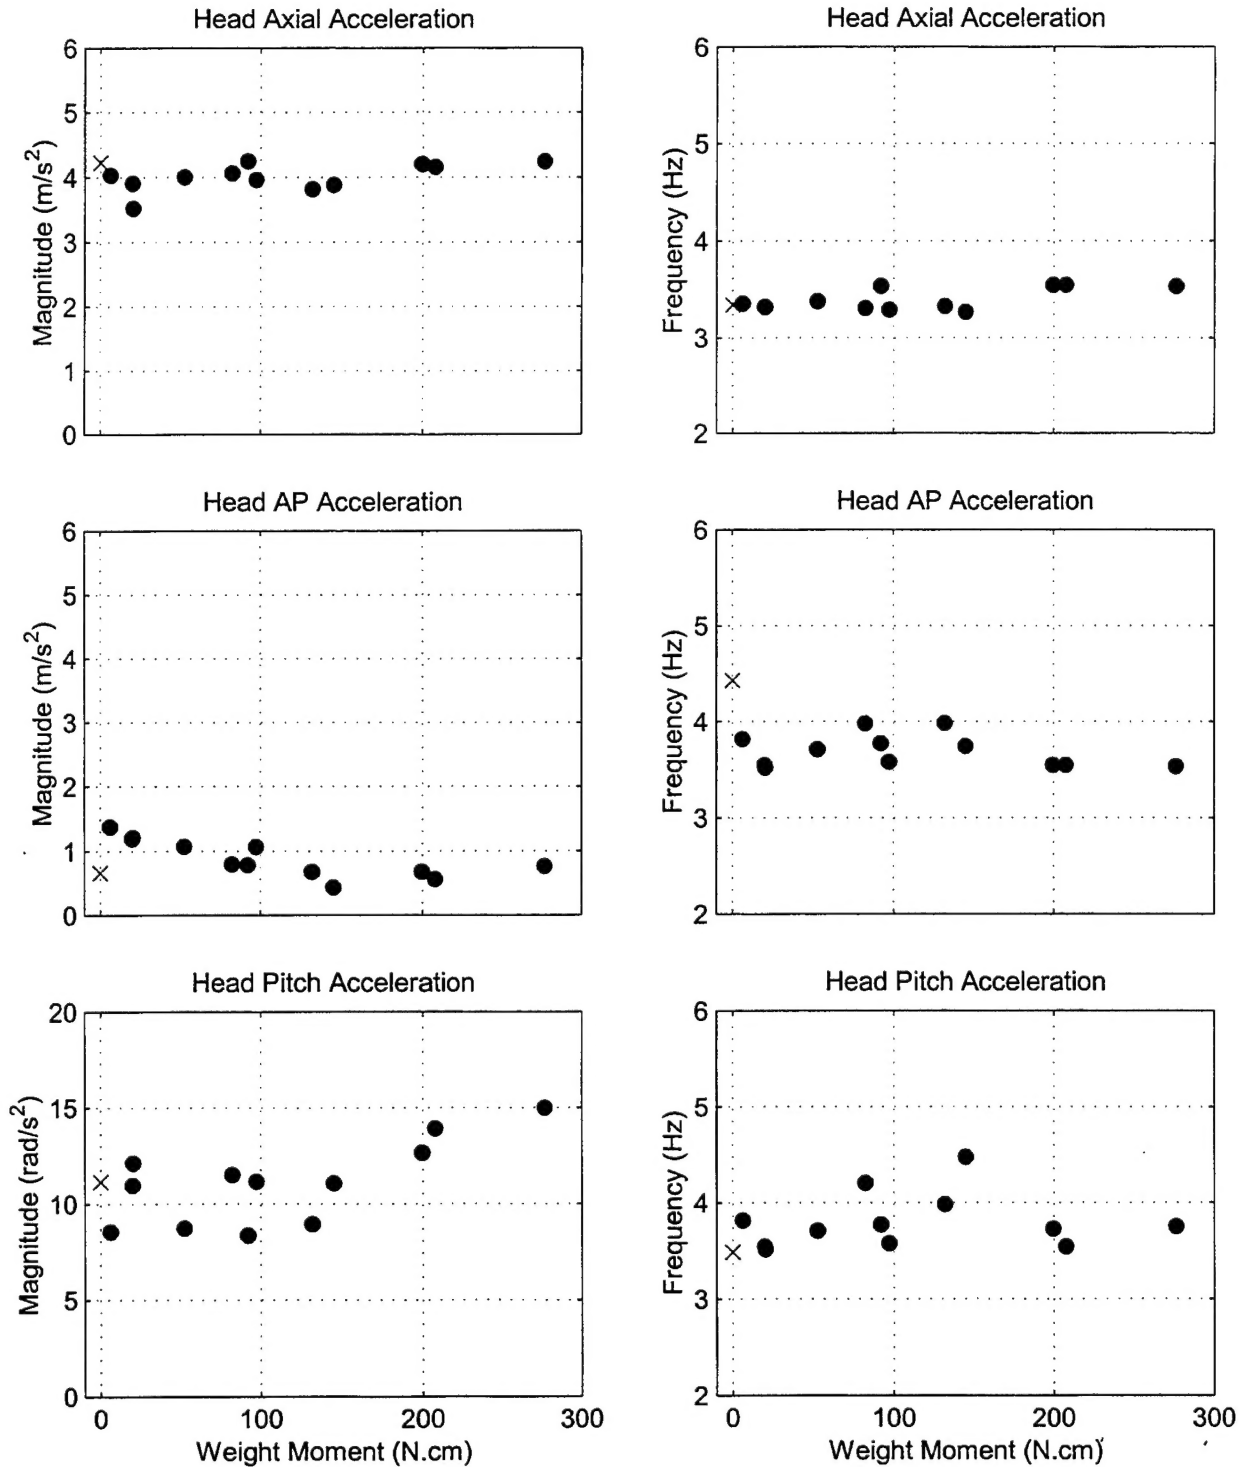 Head Axial Acceleration
6
5
4
3
2
1
0
Magnitude (m/s²)
Head Axial Acceleration
6
5
4
3
2
Frequency (Hz)
Head AP Acceleration
6
5
4
3
2
1
0
Magnitude (m/s²)
Head AP Acceleration
6
5
4
3
2
Frequency (Hz)
Head Pitch Acceleration
20
15
10
5
0
Magnitude (rad/s²)
0 100 200 300
Weight Moment (N.cm)
Head Pitch Acceleration
6
5
4
3
2
Frequency (Hz)
0 100 200 300
Weight Moment (N.cm)